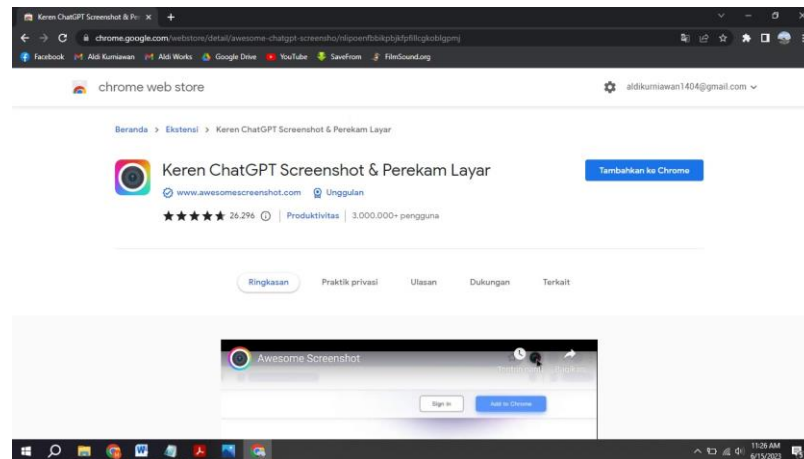 Keren ChatGPT Screenshot & Pe
chrome.google.com/webstore/detail/awesome-chatgpt-screensho/nlipoenfbbikpbjkfpfillcgkoblgpmj
Facebook Aldi Kurniawan Aldi Works Google Drive YouTube SaveFrom FilmSound.org
chrome web store aldikurniawan1404@gmail.com
Beranda > Ekstensi > Keren ChatGPT Screenshot & Perekam Layar
Keren ChatGPT Screenshot & Perekam Layar Tambahkan ke Chrome
www.awesomescreenshot.com Unggulan
26.296 Produktivitas 3.000.000+ pengguna
Ringkasan Praktik privasi Ulasan Dukungan Terkait
Awesome Screenshot
Sign in Add to Chrome
11:26 AM
6/15/2023